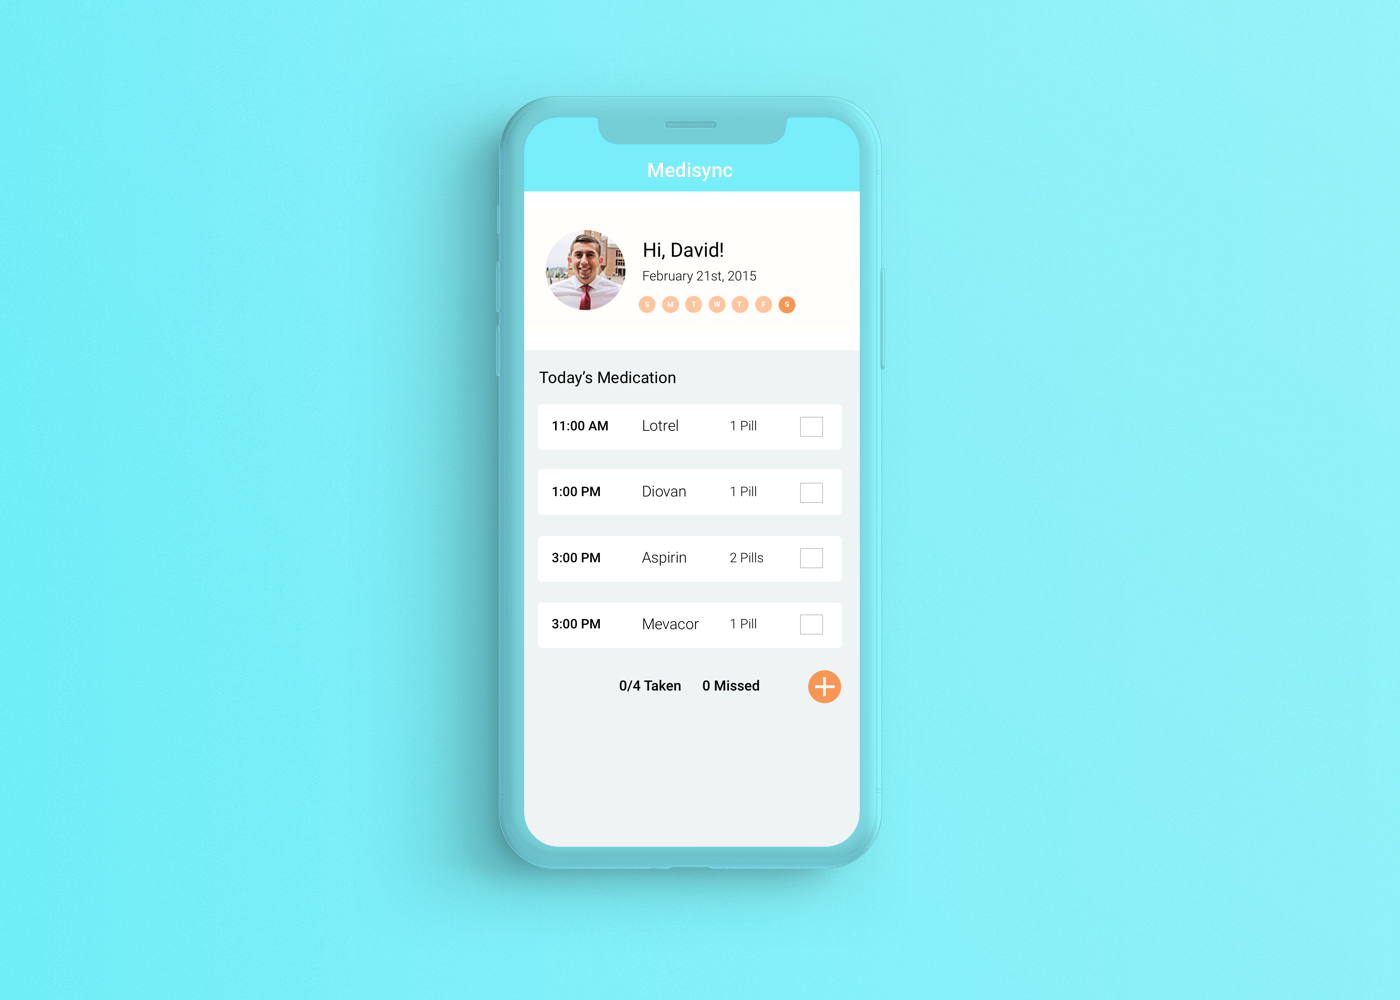 Medisync
Hi, David!
February 21st, 2015
S M T W T F S
Today's Medication
11:00 AM Lotrel 1 Pill
1:00 PM Diovan 1 Pill
3:00 PM Aspirin 2 Pills
3:00 PM Mevacor 1 Pill
0/4 Taken 0 Missed